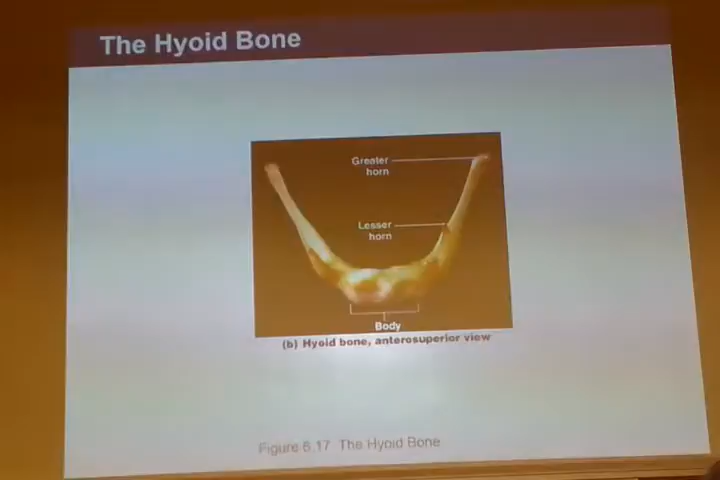 The Hyoid Bone
Greater
horn
Lesser
horn
Body
(b) Hyoid bone, anterosuperior view
Figure 6.17 The Hyoid Bone